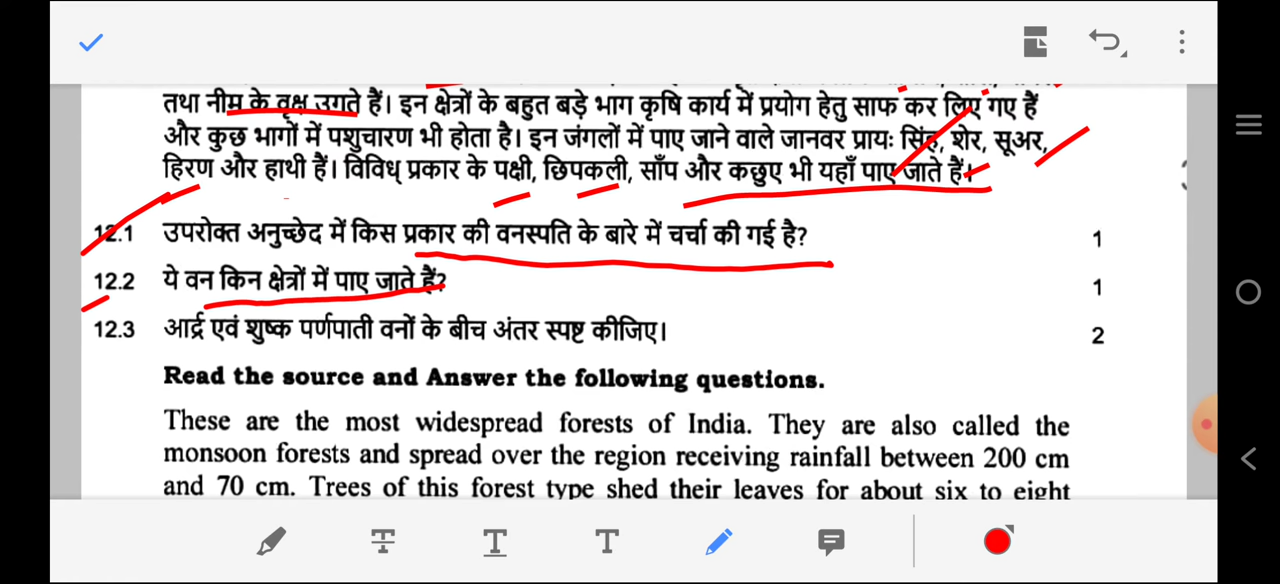 तथा नीम के वृक्ष उगते हैं। इन क्षेत्रों के बहुत बड़े भाग कृषि कार्य में प्रयोग हेतु साफ कर लिए गए हैं
और कुछ भागों में पशुचारण भी होता है। इन जंगलों में पाए जाने वाले जानवर प्रायः सिंह, शेर, सूअर,
हिरण और हाथी हैं। विविध् प्रकार के पक्षी, छिपकली, साँप और कछुए भी यहाँ पाए जाते हैं।
12.1 उपरोक्त अनुच्छेद में किस प्रकार की वनस्पति के बारे में चर्चा की गई है? 1
12.2 ये वन किन क्षेत्रों में पाए जाते हैं? 1
12.3 आर्द्र एवं शुष्क पर्णपाती वनों के बीच अंतर स्पष्ट कीजिए। 2
Read the source and Answer the following questions.
These are the most widespread forests of India. They are also called the
monsoon forests and spread over the region receiving rainfall between 200 cm
and 70 cm. Trees of this forest type shed their leaves for about six to eight
T T T